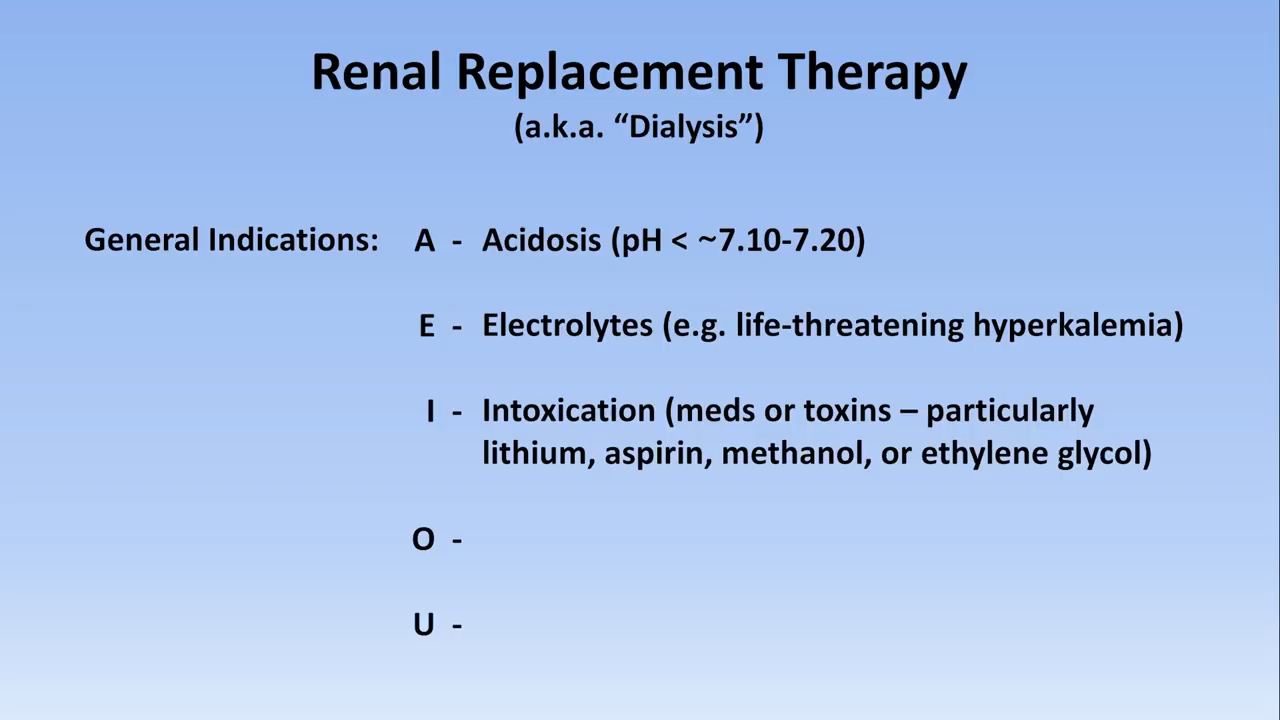 Renal Replacement Therapy
(a.k.a. “Dialysis”)
General Indications: A - Acidosis (pH < ~7.10-7.20)
E - Electrolytes (e.g. life-threatening hyperkalemia)
I - Intoxication (meds or toxins – particularly
lithium, aspirin, methanol, or ethylene glycol)
O -
U -